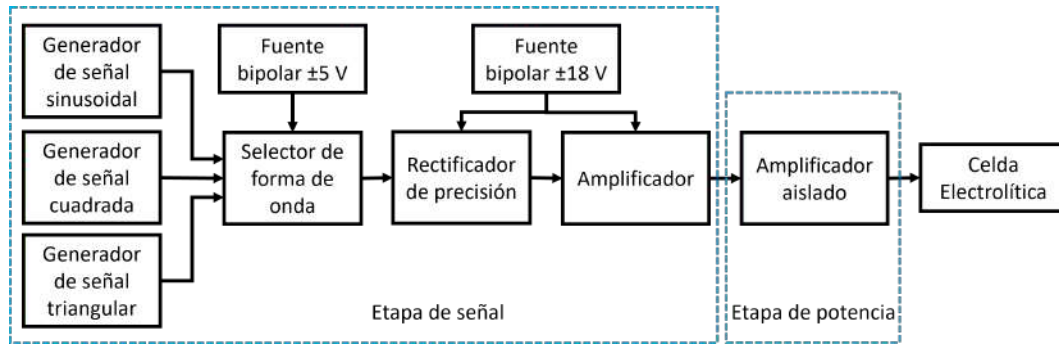 Generador
de señal
sinusoidal
Generador
de señal
cuadrada
Generador
de señal
triangular
Fuente
bipolar ±5 V
Selector de
forma de
onda
Fuente
bipolar ±18 V
Rectificador
de precisión
Amplificador
Amplificador
aislado
Celda
Electrolítica
Etapa de señal
Etapa de potencia